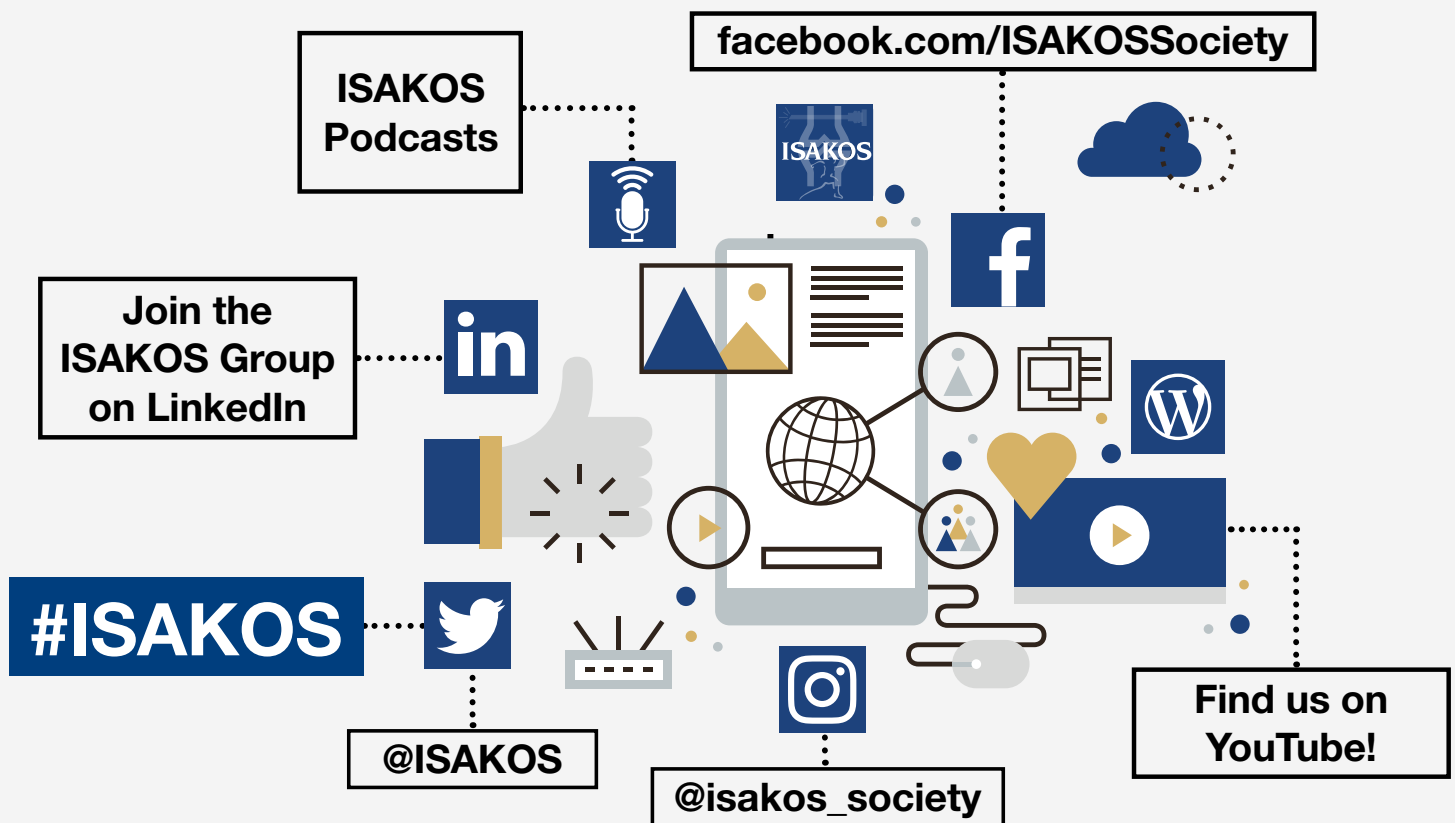 facebook.com/ISAKOSSociety
ISAKOS
Podcasts
ISAKOS
Join the
ISAKOS Group
on LinkedIn
in
#ISAKOS
@ISAKOS
@isakos_society
Find us on
YouTube!